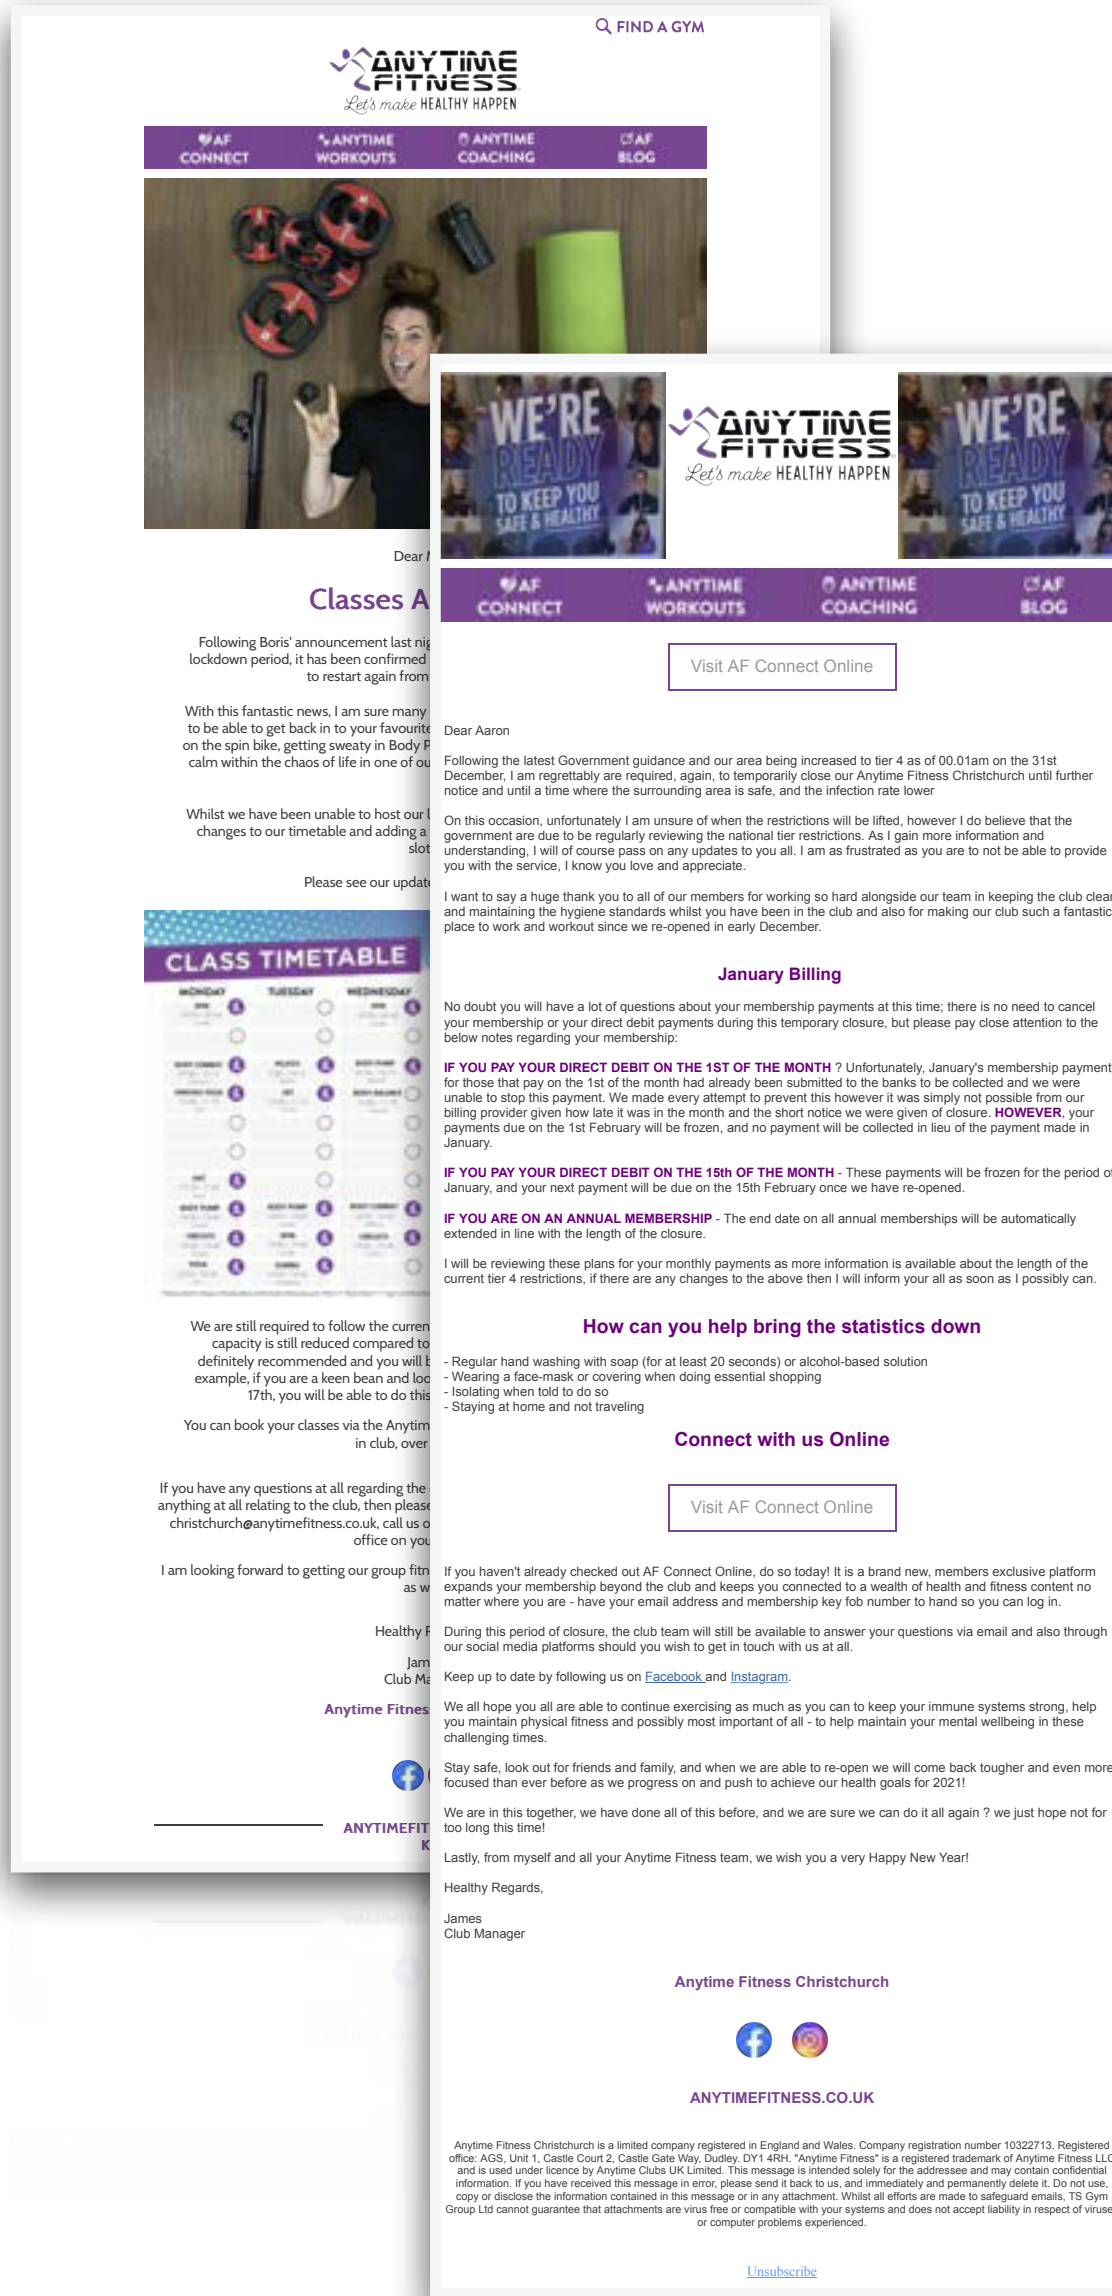 FIND A GYM
ANYTIME
FITNESS
Let's make HEALTHY HAPPEN
AF
CONNECT
ANYTIME
WORKOUTS
ANYTIME
COACHING
AF
BLOG
Dear
Classes A
Following Boris' announcement last nig
lockdown period, it has been confirmed
to restart again from
With this fantastic news, I am sure many
to be able to get back in to your favourite
on the spin bike, getting sweaty in Body P
calm within the chaos of life in one of ou
Whilst we have been unable to host our l
changes to our timetable and adding a
slot
Please see our update
CLASS TIMETABLE
MONDAY TUESDAY WEDNESDAY
We are still required to follow the curren
capacity is still reduced compared to
definitely recommended and you will b
example, if you are a keen bean and loo
17th, you will be able to do this
You can book your classes via the Anytim
in club, over
If you have any questions at all regarding the
anything at all relating to the club, then please
christchurch@anytimefitness.co.uk, call us o
office on you
I am looking forward to getting our group fitn
as w
Healthy R
Jam
Club Ma
Anytime Fitness
ANYTIMEFIT
K
WE'RE
READY
TO KEEP YOU
SAFE & HEALTHY
ANYTIME
FITNESS
Let's make HEALTHY HAPPEN
WE'RE
READY
TO KEEP YOU
SAFE & HEALTHY
AF
CONNECT
ANYTIME
WORKOUTS
ANYTIME
COACHING
AF
BLOG
Visit AF Connect Online
Dear Aaron
Following the latest Government guidance and our area being increased to tier 4 as of 00.01am on the 31st
December, I am regrettably are required, again, to temporarily close our Anytime Fitness Christchurch until further
notice and until a time where the surrounding area is safe, and the infection rate lower
On this occasion, unfortunately I am unsure of when the restrictions will be lifted, however I do believe that the
government are due to be regularly reviewing the national tier restrictions. As I gain more information and
understanding, I will of course pass on any updates to you all. I am as frustrated as you are to not be able to provide
you with the service, I know you love and appreciate.
I want to say a huge thank you to all of our members for working so hard alongside our team in keeping the club clean
and maintaining the hygiene standards whilst you have been in the club and also for making our club such a fantastic
place to work and workout since we re-opened in early December.
January Billing
No doubt you will have a lot of questions about your membership payments at this time; there is no need to cancel
your membership or your direct debit payments during this temporary closure, but please pay close attention to the
below notes regarding your membership:
IF YOU PAY YOUR DIRECT DEBIT ON THE 1ST OF THE MONTH ? Unfortunately, January's membership payment
for those that pay on the 1st of the month had already been submitted to the banks to be collected and we were
unable to stop this payment. We made every attempt to prevent this however it was simply not possible from our
billing provider given how late it was in the month and the short notice we were given of closure. HOWEVER, your
payments due on the 1st February will be frozen, and no payment will be collected in lieu of the payment made in
January.
IF YOU PAY YOUR DIRECT DEBIT ON THE 15th OF THE MONTH - These payments will be frozen for the period of
January, and your next payment will be due on the 15th February once we have re-opened.
IF YOU ARE ON AN ANNUAL MEMBERSHIP - The end date on all annual memberships will be automatically
extended in line with the length of the closure.
I will be reviewing these plans for your monthly payments as more information is available about the length of the
current tier 4 restrictions, if there are any changes to the above then I will inform your all as soon as I possibly can.
How can you help bring the statistics down
- Regular hand washing with soap (for at least 20 seconds) or alcohol-based solution
- Wearing a face-mask or covering when doing essential shopping
- Isolating when told to do so
- Staying at home and not traveling
Connect with us Online
Visit AF Connect Online
If you haven't already checked out AF Connect Online, do so today! It is a brand new, members exclusive platform
expands your membership beyond the club and keeps you connected to a wealth of health and fitness content no
matter where you are - have your email address and membership key fob number to hand so you can log in.
During this period of closure, the club team will still be available to answer your questions via email and also through
our social media platforms should you wish to get in touch with us at all.
Keep up to date by following us on Facebook and Instagram.
We all hope you all are able to continue exercising as much as you can to keep your immune systems strong, help
you maintain physical fitness and possibly most important of all - to help maintain your mental wellbeing in these
challenging times.
Stay safe, look out for friends and family, and when we are able to re-open we will come back tougher and even more
focused than ever before as we progress on and push to achieve our health goals for 2021!
We are in this together, we have done all of this before, and we are sure we can do it all again ? we just hope not for
too long this time!
Lastly, from myself and all your Anytime Fitness team, we wish you a very Happy New Year!
Healthy Regards,
James
Club Manager
Anytime Fitness Christchurch
ANYTIMEFITNESS.CO.UK
Anytime Fitness Christchurch is a limited company registered in England and Wales. Company registration number 10322713. Registered
office: AGS, Unit 1, Castle Court 2, Castle Gate Way, Dudley. DY1 4RH. "Anytime Fitness" is a registered trademark of Anytime Fitness LLC
and is used under licence by Anytime Clubs UK Limited. This message is intended solely for the addressee and may contain confidential
information. If you have received this message in error, please send it back to us, and immediately and permanently delete it. Do not use,
copy or disclose the information contained in this message or in any attachment. Whilst all efforts are made to safeguard emails, TS Gym
Group Ltd cannot guarantee that attachments are virus free or compatible with your systems and does not accept liability in respect of viruse
or computer problems experienced.
Unsubscribe